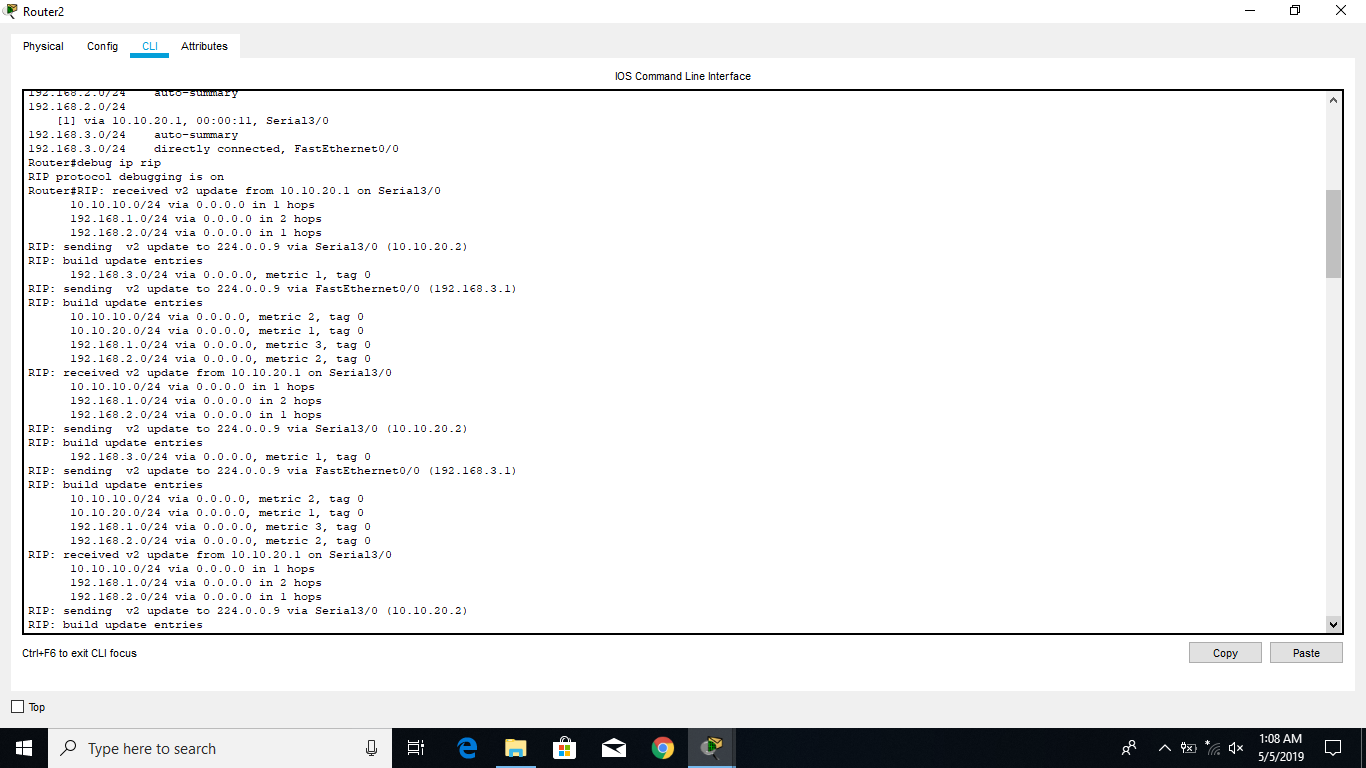 Router2
Physical Config CLI Attributes
IOS Command Line Interface
192.168.2.0/24    auto-summary
192.168.2.0/24
    [1] via 10.10.20.1, 00:00:11, Serial3/0
192.168.3.0/24    auto-summary
192.168.3.0/24    directly connected, FastEthernet0/0
Router#debug ip rip
RIP protocol debugging is on
Router#RIP: received v2 update from 10.10.20.1 on Serial3/0
      10.10.10.0/24 via 0.0.0.0 in 1 hops
      192.168.1.0/24 via 0.0.0.0 in 2 hops
      192.168.2.0/24 via 0.0.0.0 in 1 hops
RIP: sending  v2 update to 224.0.0.9 via Serial3/0 (10.10.20.2)
RIP: build update entries
      192.168.3.0/24 via 0.0.0.0, metric 1, tag 0
RIP: sending  v2 update to 224.0.0.9 via FastEthernet0/0 (192.168.3.1)
RIP: build update entries
      10.10.10.0/24 via 0.0.0.0, metric 2, tag 0
      10.10.20.0/24 via 0.0.0.0, metric 1, tag 0
      192.168.1.0/24 via 0.0.0.0, metric 3, tag 0
      192.168.2.0/24 via 0.0.0.0, metric 2, tag 0
RIP: received v2 update from 10.10.20.1 on Serial3/0
      10.10.10.0/24 via 0.0.0.0 in 1 hops
      192.168.1.0/24 via 0.0.0.0 in 2 hops
      192.168.2.0/24 via 0.0.0.0 in 1 hops
RIP: sending  v2 update to 224.0.0.9 via Serial3/0 (10.10.20.2)
RIP: build update entries
      192.168.3.0/24 via 0.0.0.0, metric 1, tag 0
RIP: sending  v2 update to 224.0.0.9 via FastEthernet0/0 (192.168.3.1)
RIP: build update entries
      10.10.10.0/24 via 0.0.0.0, metric 2, tag 0
      10.10.20.0/24 via 0.0.0.0, metric 1, tag 0
      192.168.1.0/24 via 0.0.0.0, metric 3, tag 0
      192.168.2.0/24 via 0.0.0.0, metric 2, tag 0
RIP: received v2 update from 10.10.20.1 on Serial3/0
      10.10.10.0/24 via 0.0.0.0 in 1 hops
      192.168.1.0/24 via 0.0.0.0 in 2 hops
      192.168.2.0/24 via 0.0.0.0 in 1 hops
RIP: sending  v2 update to 224.0.0.9 via Serial3/0 (10.10.20.2)
RIP: build update entries
Ctrl+F6 to exit CLI focus
Copy Paste
Top
Type here to search
1:08 AM
5/5/2019